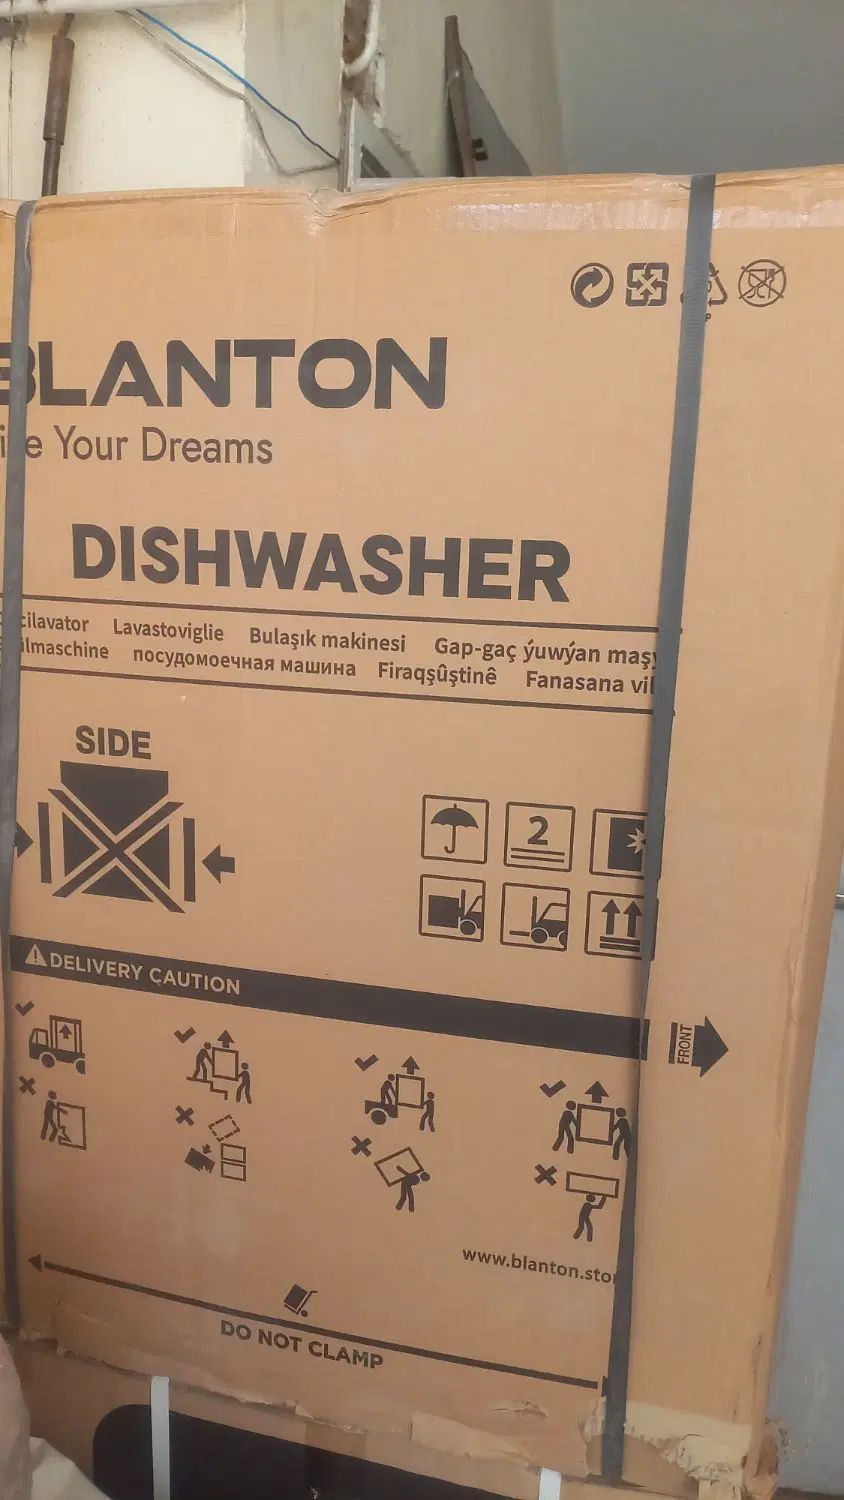 BLANTON
Your Dreams
DISHWASHER
Lavastoviglie Bulaşık makinesi Gap-gaç ýuwýan
посудомоечная машина Firaqşûştinê Fanasana
SIDE
2
DELIVERY CAUTION
FRONT
www.blanton.sto
DO NOT CLAMP